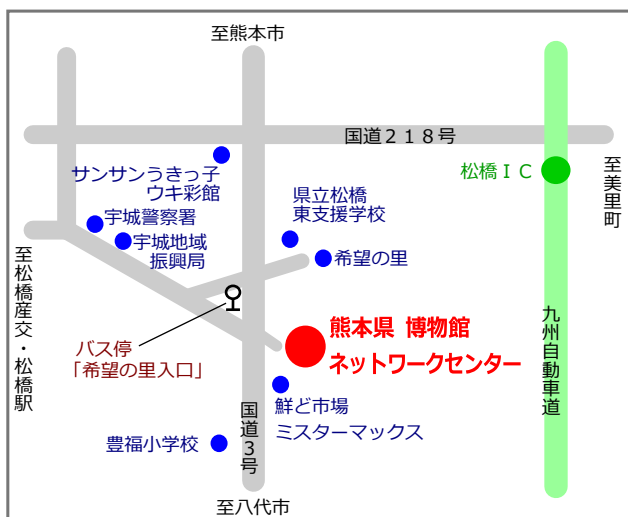 至熊本市
国道２１８号
サンサンうきっ子
ウキ彩館
松橋ＩＣ
至美里町
県立松橋
東支援学校
宇城警察署
宇城地域
振興局
希望の里
至松橋産交・松橋駅
バス停
「希望の里入口」
熊本県 博物館
ネットワークセンター
九州自動車道
鮮ど市場
ミスターマックス
国道3号
豊福小学校
至八代市